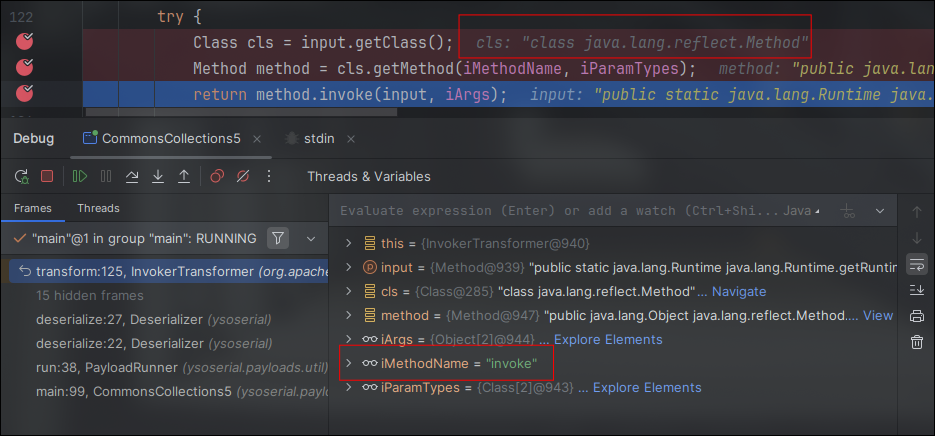 122 try {
Class cls = input.getClass(); cls: "class java.lang.reflect.Method"
Method method = cls.getMethod(iMethodName, iParamTypes); method: "public java.lan
return method.invoke(input, iArgs); input: "public static java.lang.Runtime java.
Debug CommonsCollections5 × stdin ×
Threads & Variables
Frames Threads
Evaluate expression (Enter) or add a watch (Ctrl+Shi... Java
"main"@1 in group "main": RUNNING
transform:125, InvokerTransformer (org.apache
15 hidden frames
deserialize:27, Deserializer (ysoserial)
deserialize:22, Deserializer (ysoserial)
run:38, PayloadRunner (ysoserial.payloads.util)
main:99, CommonsCollections5 (ysoserial.paylo
this = {InvokerTransformer@940}
input = {Method@939} "public static java.lang.Runtime java.lang.Runtime.getRuntim
cls = {Class@285} "class java.lang.reflect.Method"... Navigate
method = {Method@947} "public java.lang.Object java.lang.reflect.Method.... View
iArgs = {Object[2]@944} ... Explore Elements
iMethodName = "invoke"
iParamTypes = {Class[2]@943} ... Explore Elements